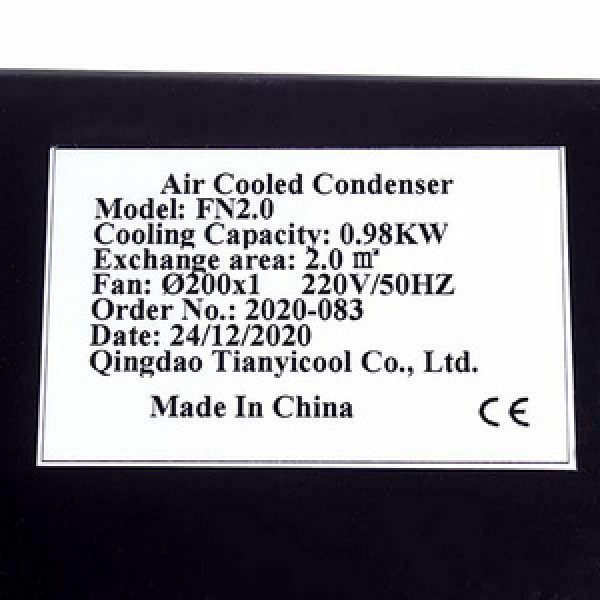 Air Cooled Condenser
Model: FN2.0
Cooling Capacity: 0.98KW
Exchange area: 2.0 ㎡
Fan: Ø200x1 220V/50HZ
Order No.: 2020-083
Date: 24/12/2020
Qingdao Tianyicool Co., Ltd.
Made In China CE